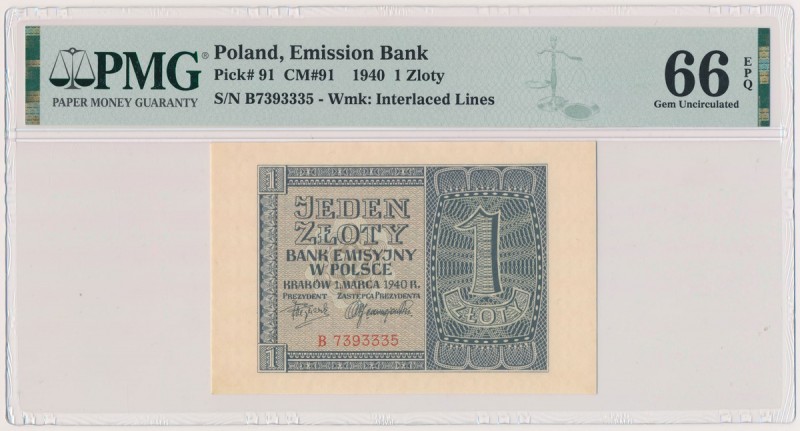 PMG®
PAPER MONEY GUARANTY
Poland, Emission Bank
Pick# 91 CM#91 1940 1 Zloty
S/N B7393335 - Wmk: Interlaced Lines
66 EPQ
Gem Uncirculated
1
JEDEN
ZŁOTY
BANK EMISYJNY
W POLSCE
KRAKÓW 1. MARCA 1940 R.
PREZYDENT ZASTĘPCA PREZYDENTA
B 7393335
1
1
ZŁOTY